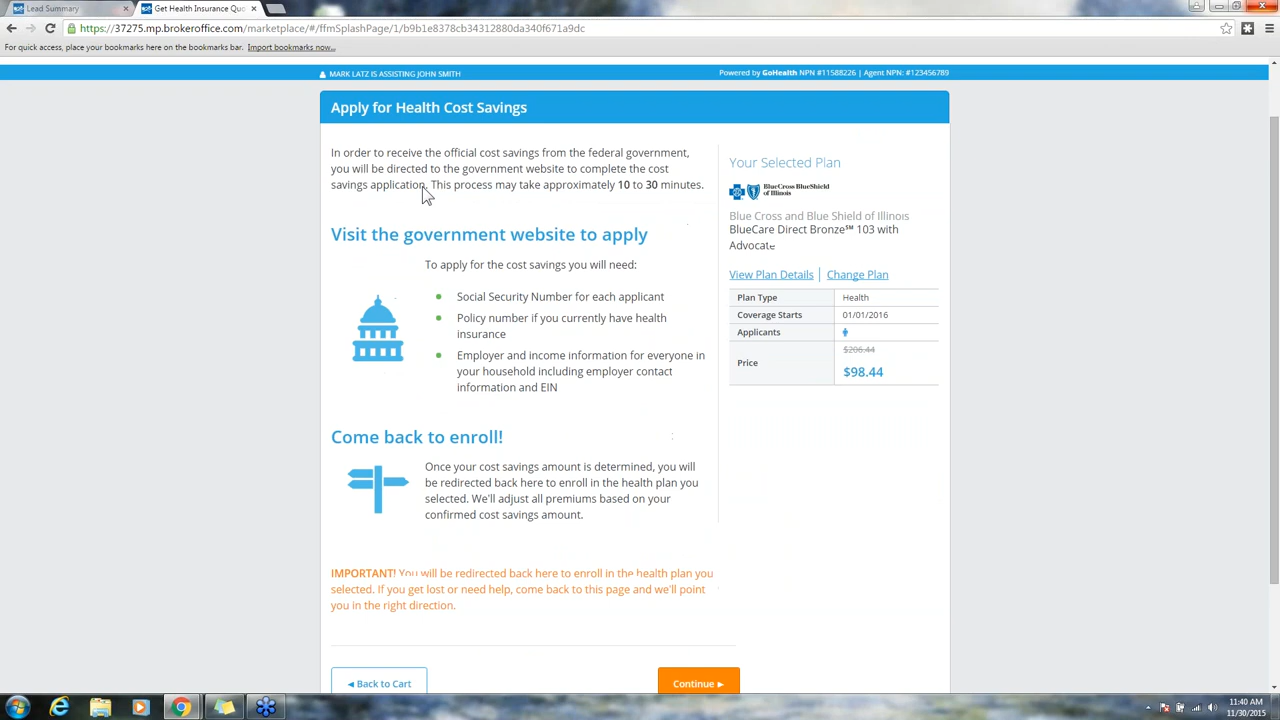 Lead Summary
Get Health Insurance Quo
https://37275.mp.brokeroffice.com/marketplace/#/ffmSplashPage/1/b9b1e8378cb34312880da340f671a9dc
For quick access, place your bookmarks here on the bookmarks bar. Import bookmarks now...
MARK LATZ IS ASSISTING JOHN SMITH
Powered by GoHealth NPN #11588226 | Agent NPN: #123456789
Apply for Health Cost Savings
In order to receive the official cost savings from the federal government,
you will be directed to the government website to complete the cost
savings application. This process may take approximately 10 to 30 minutes.
Visit the government website to apply
To apply for the cost savings you will need:
Social Security Number for each applicant
Policy number if you currently have health
insurance
Employer and income information for everyone in
your household including employer contact
information and EIN
Come back to enroll!
Once your cost savings amount is determined, you will
be redirected back here to enroll in the health plan you
selected. We'll adjust all premiums based on your
confirmed cost savings amount.
IMPORTANT! You will be redirected back here to enroll in the health plan you
selected. If you get lost or need help, come back to this page and we'll point
you in the right direction.
◀ Back to Cart
Continue ▶
Your Selected Plan
BlueCross BlueShield
of Illinois
Blue Cross and Blue Shield of Illinois
BlueCare Direct Bronze℠ 103 with
Advocate
View Plan Details | Change Plan
Plan Type Health
Coverage Starts 01/01/2016
Applicants
$206.44
Price
$98.44
11:40 AM
11/30/2015